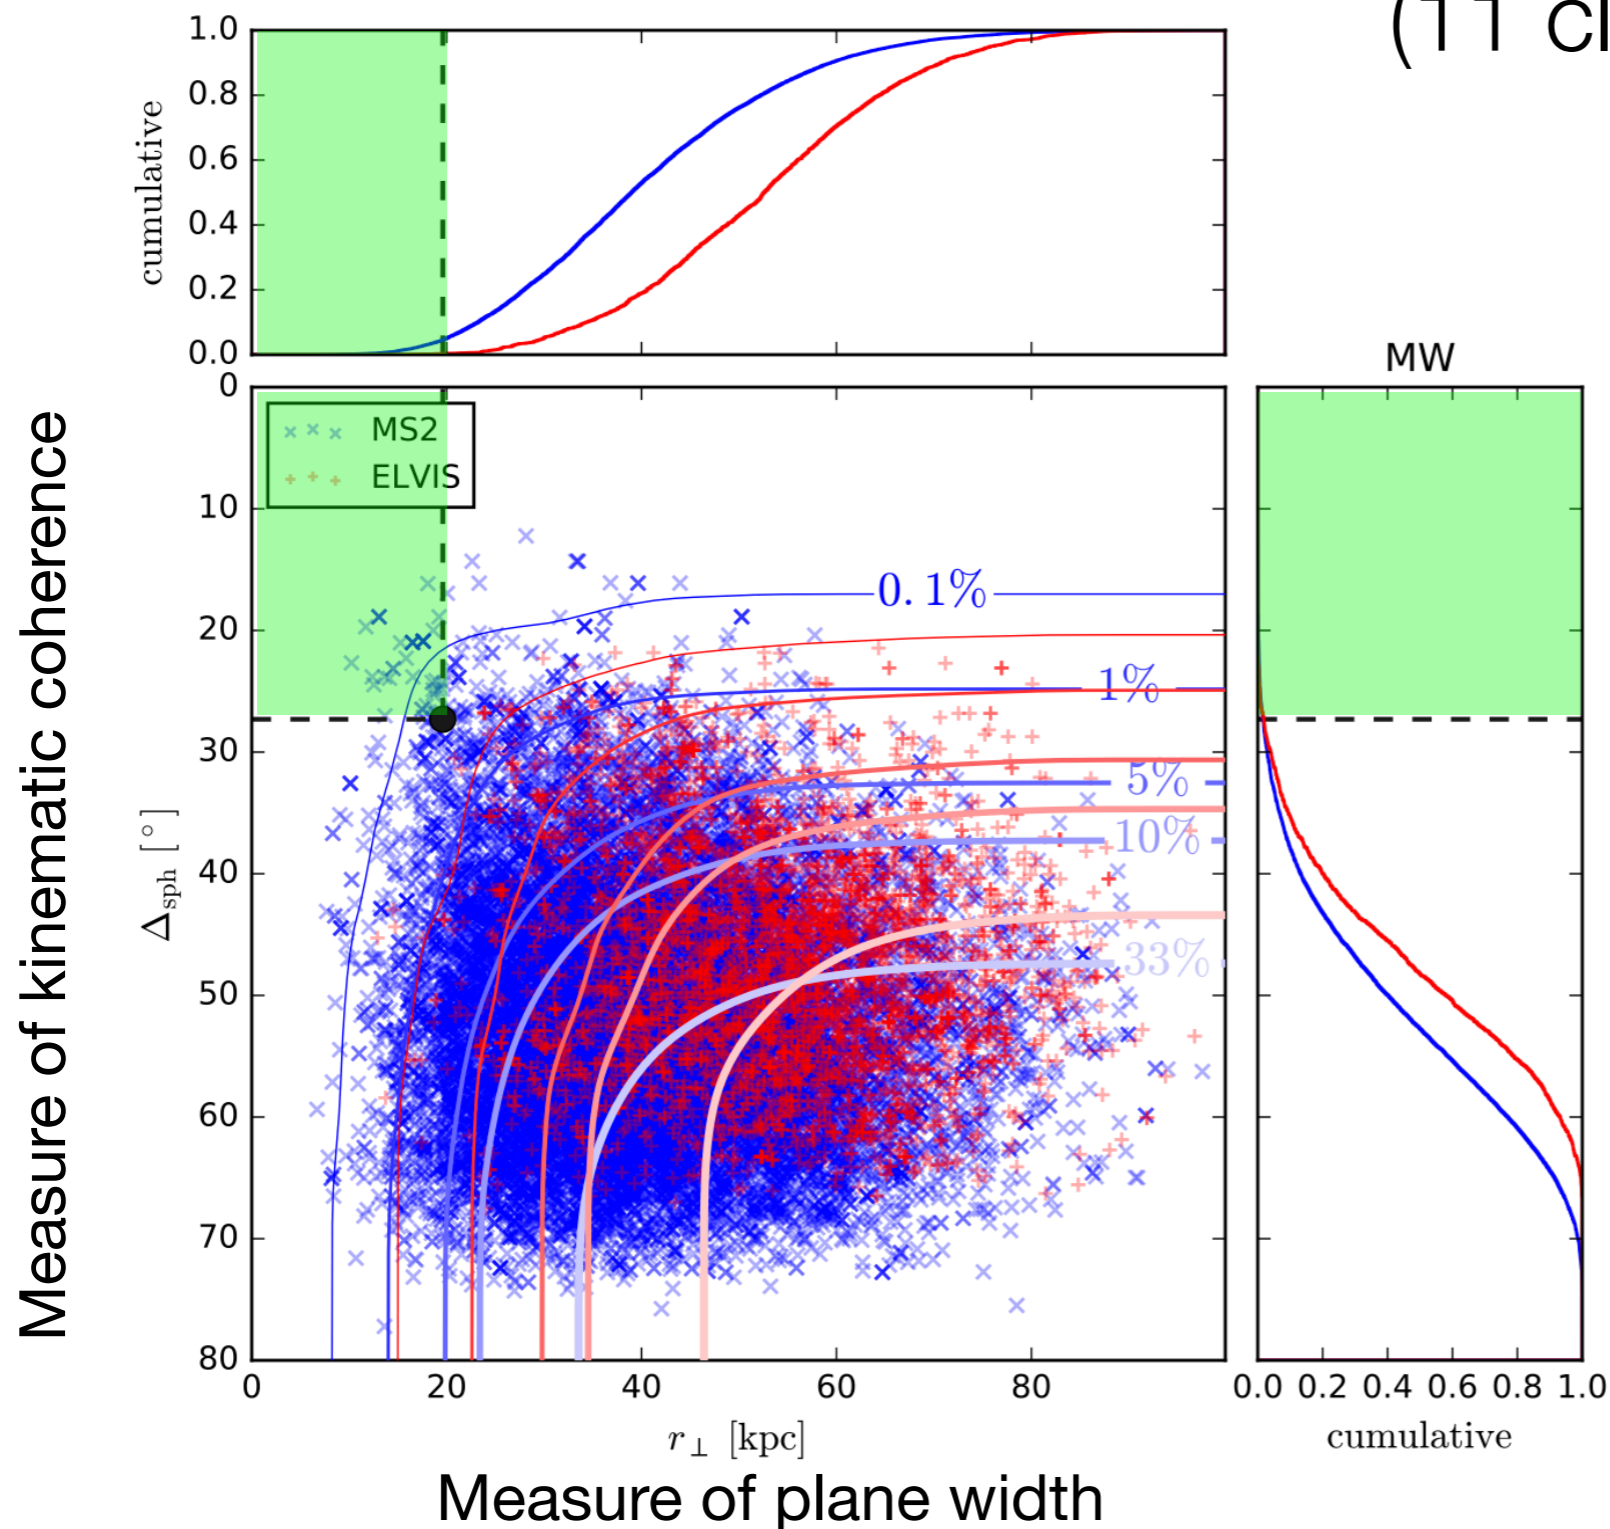 (11 cl
1.0
0.8
0.6
0.4
0.2
0.0
cumulative
MW
0
10
20
30
40
50
60
70
80
MS2
ELVIS
0.1%
1%
5%
10%
33%
Δsph [°]
Measure of kinematic coherence
0 20 40 60 80
r⊥ [kpc]
Measure of plane width
0.0 0.2 0.4 0.6 0.8 1.0
cumulative